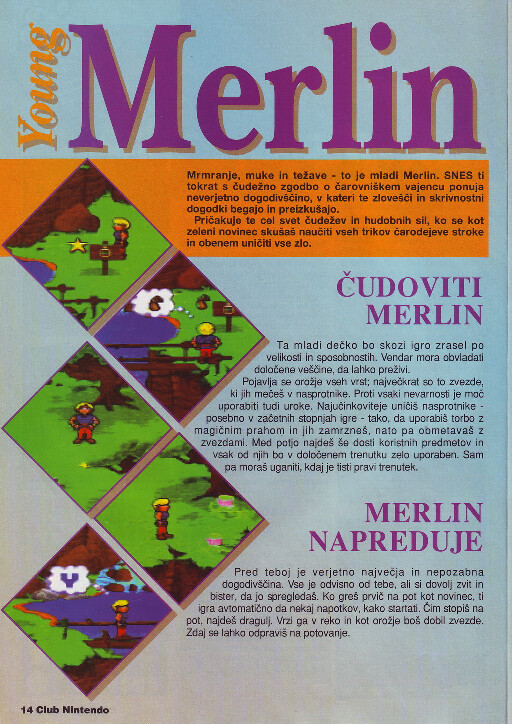 Young
Merlin
Mrmranje, muke in težave - to je mladi Merlin. SNES ti
tokrat s čudežno zgodbo o čarovniškem vajencu ponuja
neverjetno dogodivščino, v kateri te zlovešči in skrivnostni
dogodki begajo in preizkušajo.
Pričakuje te cel svet čudežev in hudobnih sil, ko se kot
zeleni novinec skušaš naučiti vseh trikov čarodejeve stroke
in obenem uničiti vse zlo.
ČUDOVITI
MERLIN
Ta mladi dečko bo skozi igro zrasel po
velikosti in sposobnostih. Vendar mora obvladati
določene veščine, da lahko preživi.
Pojavlja se orožje vseh vrst; največkrat so to zvezde,
ki jih mečeš v nasprotnike. Proti vsaki nevarnosti je moč
uporabiti tudi uroke. Najučinkoviteje uničiš nasprotnike -
posebno v začetnih stopnjah igre - tako, da uporabiš torbo z
magičnim prahom in jih zamrzneš, nato pa obmetavaš z
zvezdami. Med potjo najdeš še dosti koristnih predmetov in
vsak od njih bo v določenem trenutku zelo uporaben. Sam
pa moraš uganiti, kdaj je tisti pravi trenutek.
MERLIN
NAPREDUJE
Pred teboj je verjetno največja in nepozabna
dogodivščina. Vse je odvisno od tebe, ali si dovolj zvit in
bister, da jo spregledaš. Ko greš prvič na pot kot novinec, ti
igra avtomatično da nekaj napotkov, kako startati. Čim stopiš na
pot, najdeš dragulj. Vrzi ga v reko in kot orožje boš dobil zvezde.
Zdaj se lahko odpraviš na potovanje.
Y
14 Club Nintendo